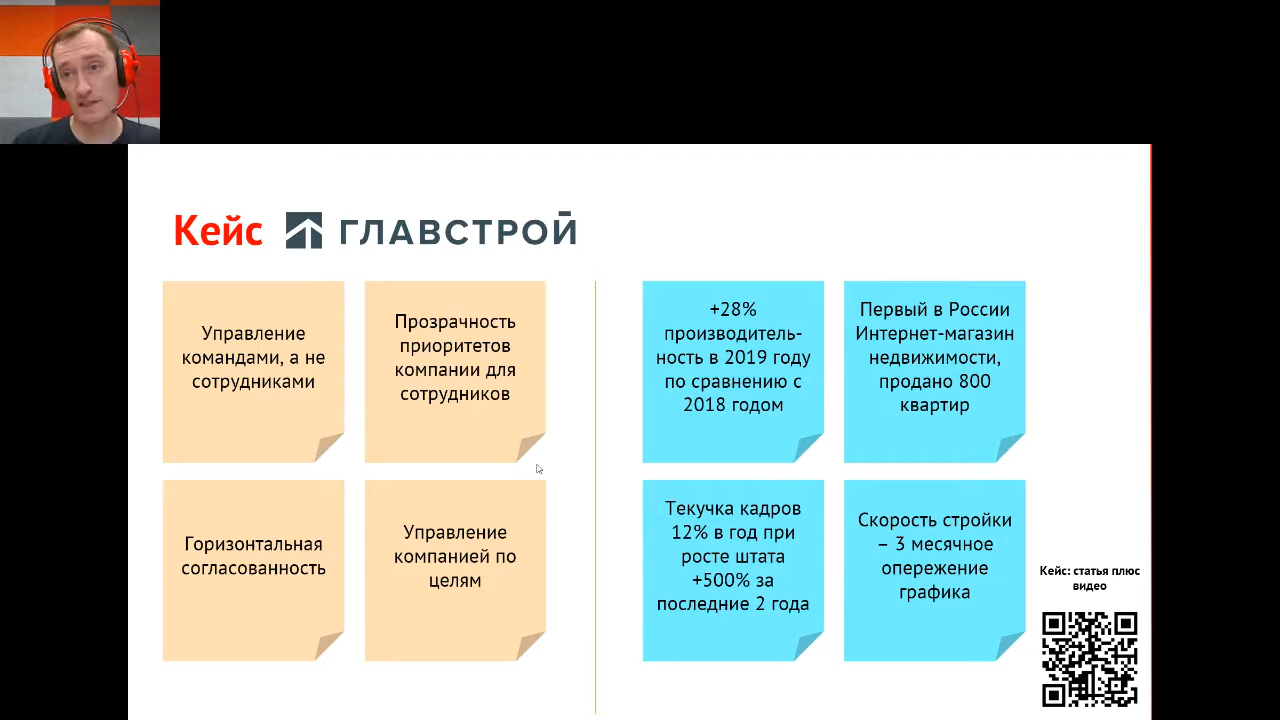 Кейс ГЛАВСТРОЙ
Управление
командами, а не
сотрудниками
Прозрачность
приоритетов
компании для
сотрудников
Горизонтальная
согласованность
Управление
компанией по
целям
+28%
производитель-
ность в 2019 году
по сравнению с
2018 годом
Первый в России
Интернет-магазин
недвижимости,
продано 800
квартир
Текучка кадров
12% в год при
росте штата
+500% за
последние 2 года
Скорость стройки
– 3 месячное
опережение
графика
Кейс: статья плюс
видео